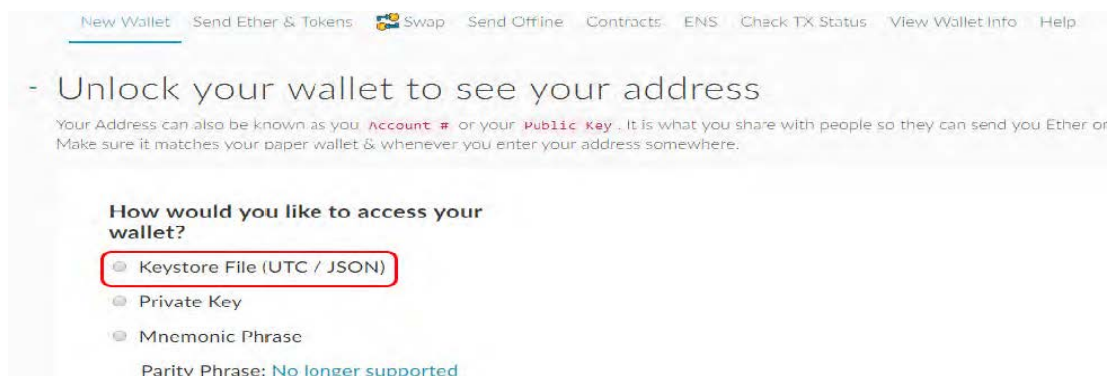 New Wallet Send Ether & Tokens Swap Send Offline Contracts ENS Check TX Status View Wallet Info Help
- Unlock your wallet to see your address
Your Address can also be known as you Account # or your Public Key. It is what you share with people so they can send you Ether or
Make sure it matches your paper wallet & whenever you enter your address somewhere.
How would you like to access your
wallet?
Keystore File (UTC / JSON)
Private Key
Mnemonic Phrase
Parity Phrase: No longer supported